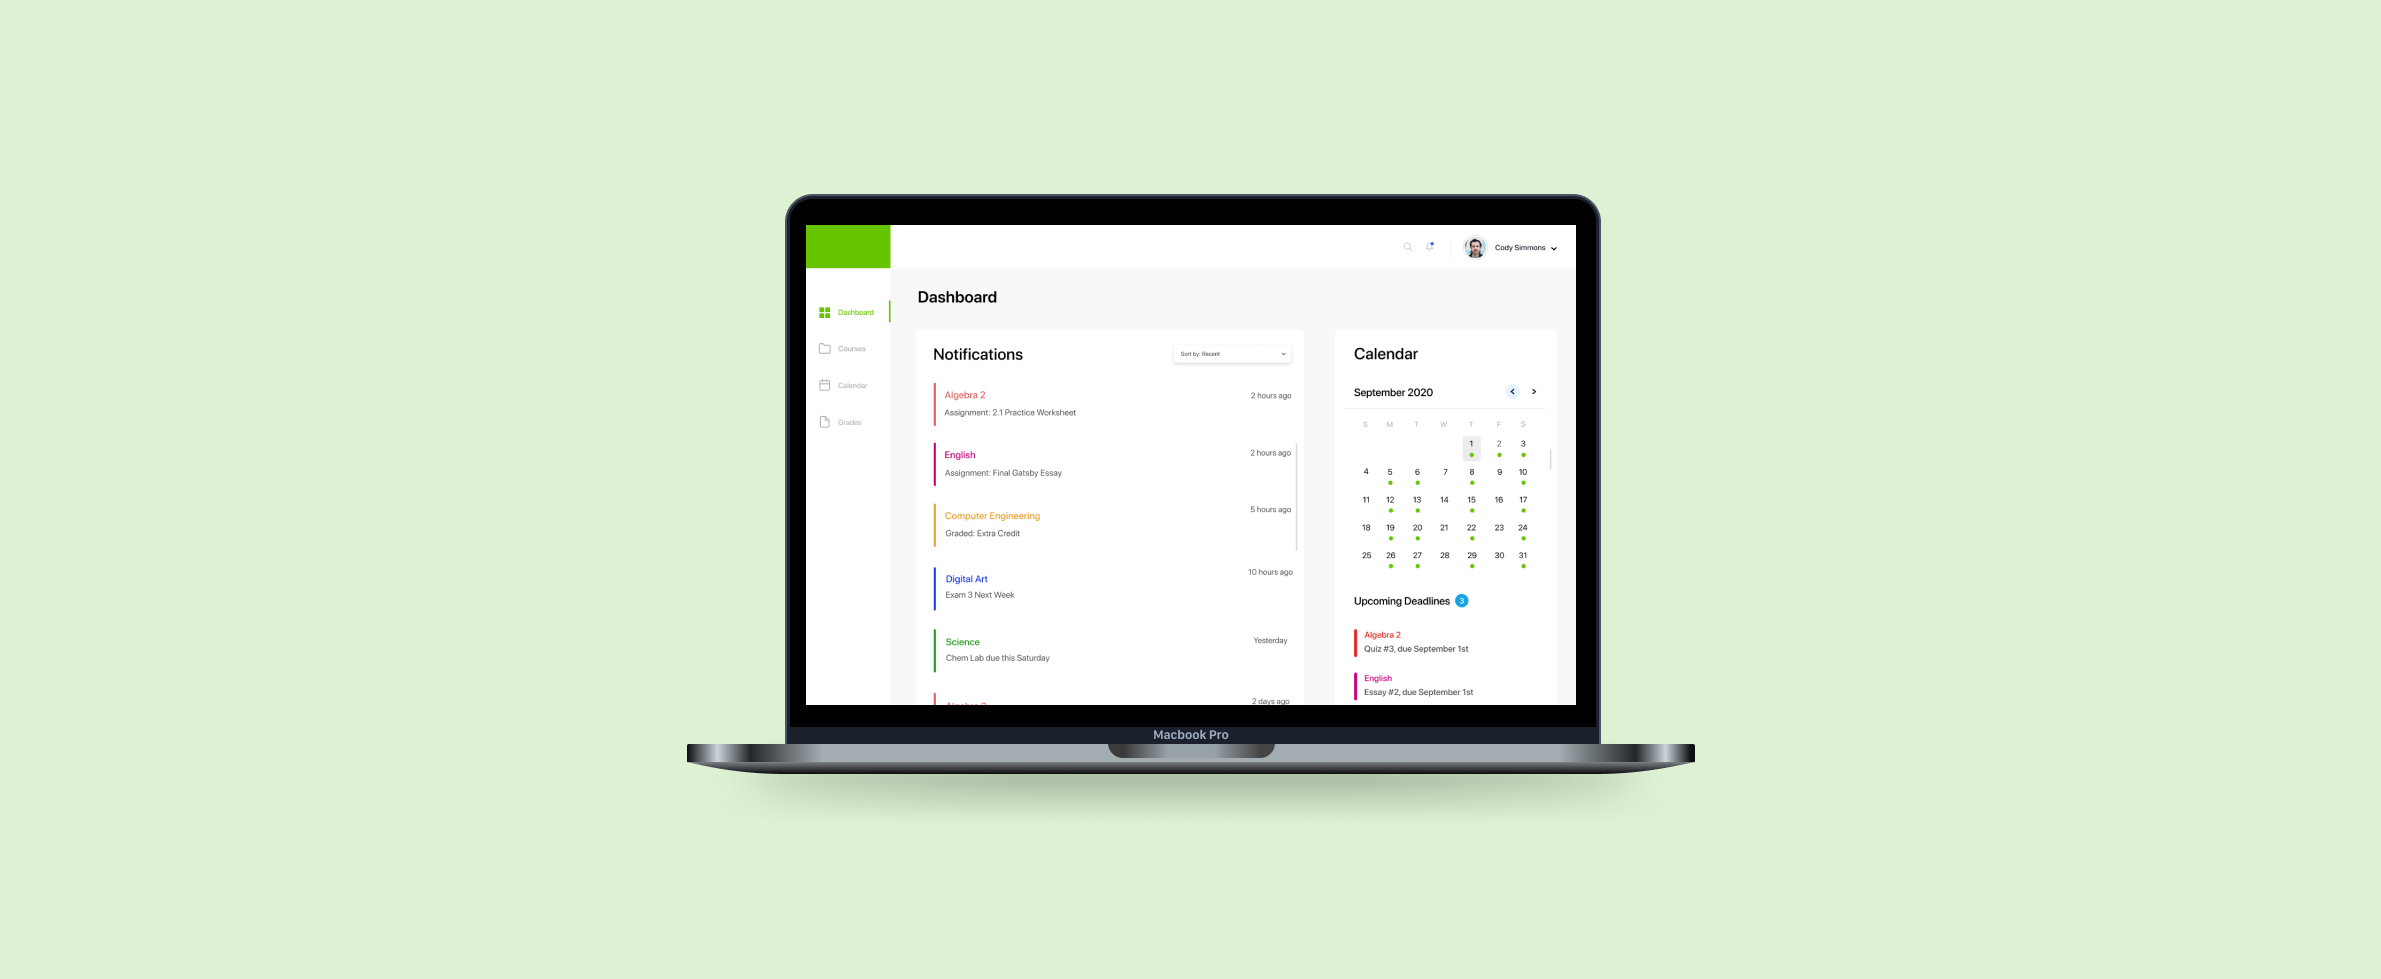 Cody Simmons
Dashboard
Dashboard
Courses
Calendar
Grades
Notifications
Sort by: Recent
Algebra 2
2 hours ago
Assignment: 2.1 Practice Worksheet
English
2 hours ago
Assignment: Final Gatsby Essay
Computer Engineering
5 hours ago
Graded: Extra Credit
Digital Art
10 hours ago
Exam 3 Next Week
Science
Yesterday
Chem Lab due this Saturday
2 days ago
Calendar
September 2020
S M T W T F S
1 2 3
4 5 6 7 8 9 10
11 12 13 14 15 16 17
18 19 20 21 22 23 24
25 26 27 28 29 30 31
Upcoming Deadlines 3
Algebra 2
Quiz #3, due September 1st
English
Essay #2, due September 1st
Macbook Pro